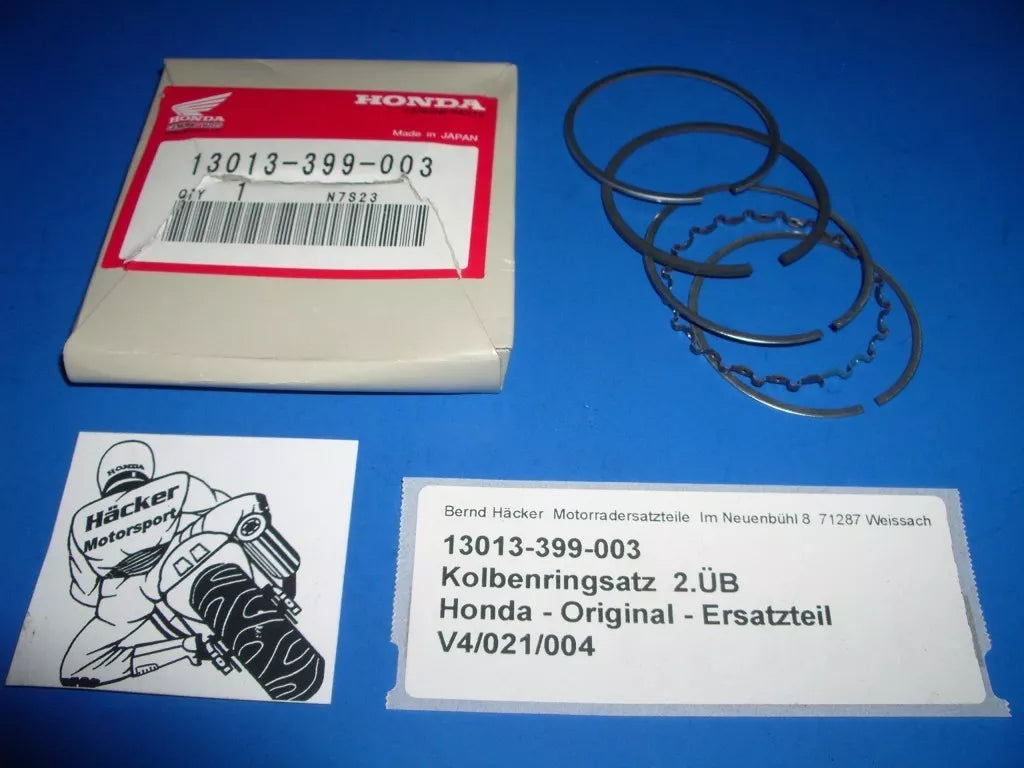 HONDA
HONDA
Made in JAPAN
13013-399-003
QTY 1 N7S23
HONDA
Häcker
Motorsport
Bernd Häcker Motorradersatzteile Im Neuenbühl 8 71287 Weissach
13013-399-003
Kolbenringsatz 2.ÜB
Honda - Original - Ersatzteil
V4/021/004